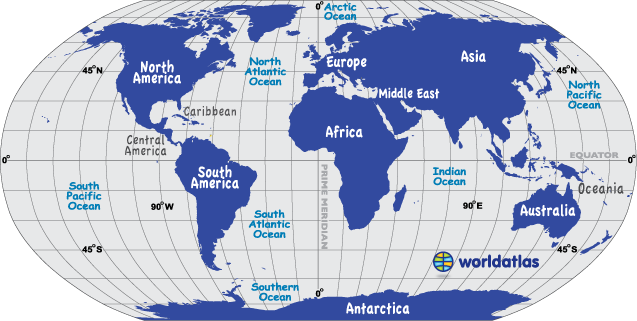 0°
Arctic
Ocean
North
America
Europe
Asia
45°N
North
Atlantic
Ocean
45°N
Middle East
North
Pacific
Ocean
Caribbean
Africa
Central
America
0°
EQUATOR
0°
South
America
PRIME MERIDIAN
Indian
Ocean
Oceania
South
Pacific
Ocean
90°W
90°E
Australia
South
Atlantic
Ocean
45°S
45°S
worldatlas
Southern
Ocean
0°
Antarctica